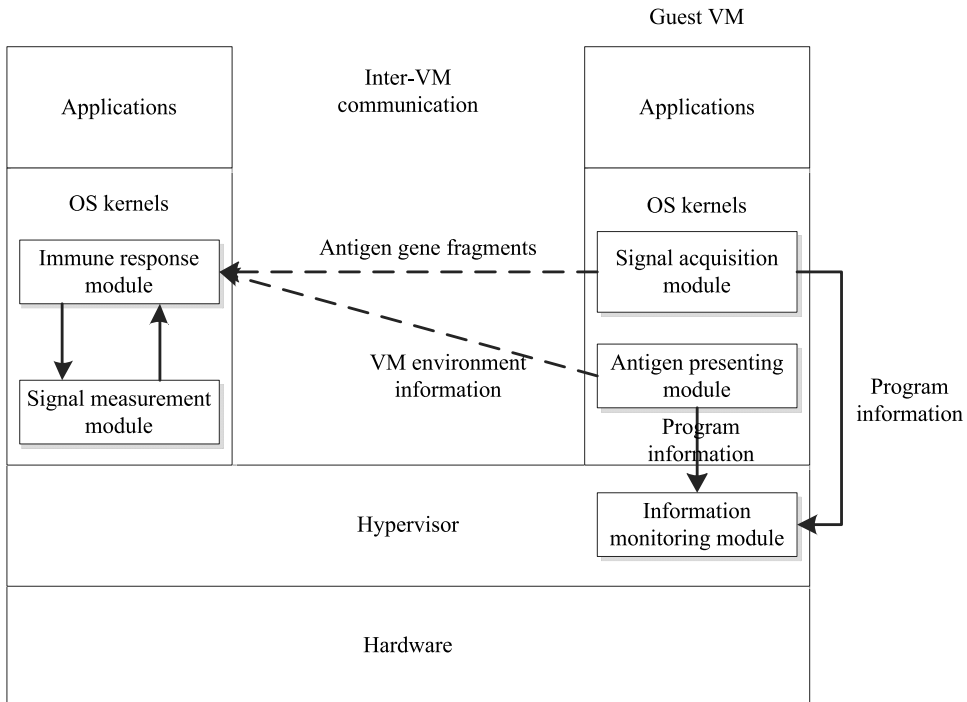 Guest VM
Applications
Inter-VM
communication
Applications
OS kernels
OS kernels
Immune response
module
Antigen gene fragments
Signal acquisition
module
VM environment
information
Antigen presenting
module
Signal measurement
module
Program
information
Program
information
Hypervisor
Information
monitoring module
Hardware